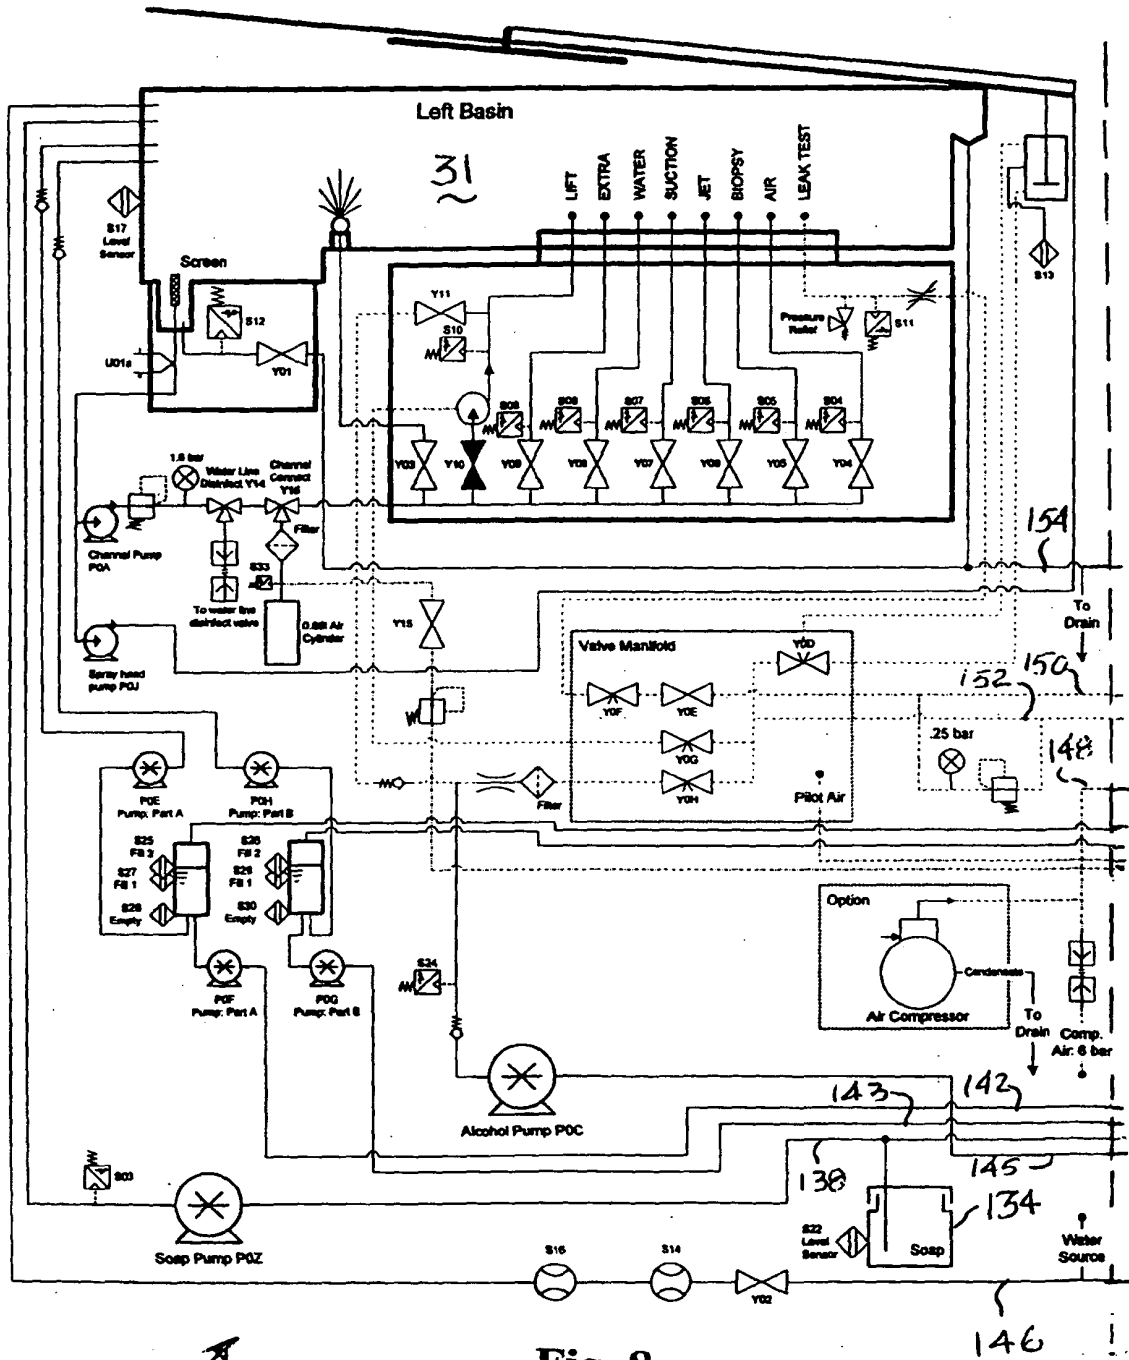 Left Basin
31
LIFT
EXTRA
WATER
SUCTION
JET
BIOPSY
AIR
LEAK TEST
S17
Level
Sensor
Screen
S12
U01a
Y01
Y11
S10
Pressure
Relief
S11
S13
S09
S08
S07
S06
S05
S04
Y03
Y10
Y09
Y08
Y07
Y06
Y05
Y04
Water Line
Disinfect Y14
Channel
Connect
Channel Pump
P0A
Filter
S33
To water line
disinfect valve
Air
Cylinder
Y15
Spray head
pump P0J
154
To
Drain
Valve Manifold
Y0D
152
150
Y0F
Y0E
.25 bar
148
Y0G
Y0H
Filter
Pilot Air
P0E
Pump: Part A
P0H
Pump: Part B
S25
S27
Fill 1
S28
Empty
Fill 2
S29
Fill 1
S30
Empty
P0F
Pump: Part A
P0G
Pump: Part B
S24
Option
Condensate
Air Compressor
To
Drain
Comp.
Air: 6 bar
Alcohol Pump P0C
143
142
138
145
134
S03
Soap Pump P0Z
S22
Level
Sensor
Soap
Water
Source
S16
S14
Y02
146